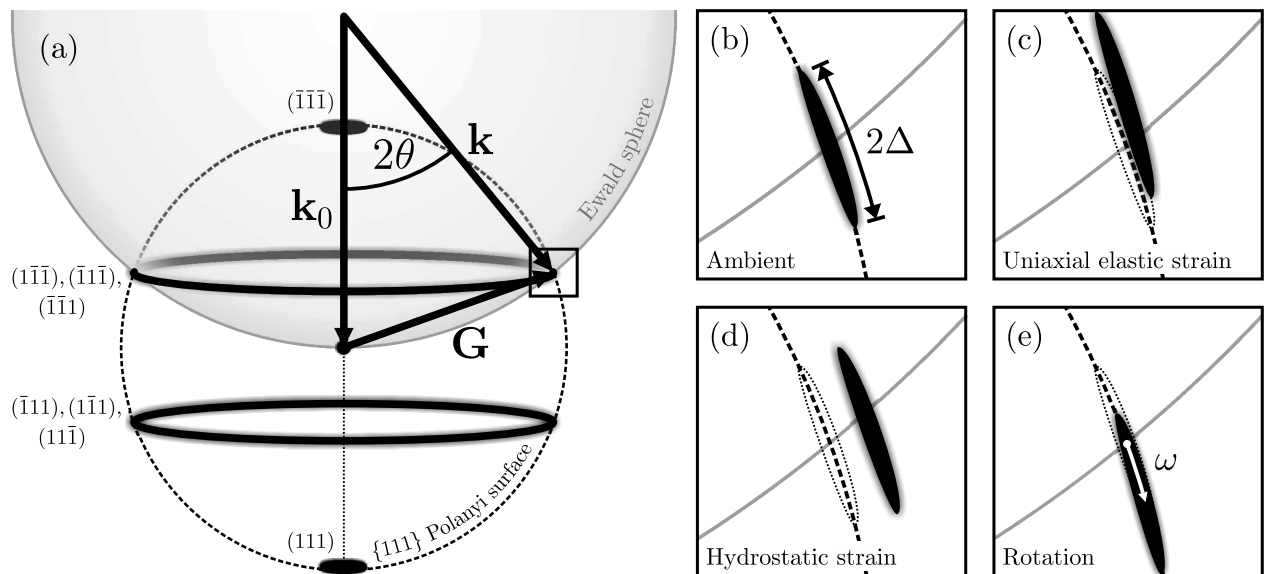 (a)
(1̄1̄1̄)
2θ
k
k₀
Ewald sphere
(11̄1̄), (1̄11̄),
(1̄1̄1)
G
(1̄11), (11̄1),
(111̄)
(111)
{111} Polanyi surface
(b)
2Δ
Ambient
(c)
Uniaxial elastic strain
(d)
Hydrostatic strain
(e)
ω
Rotation